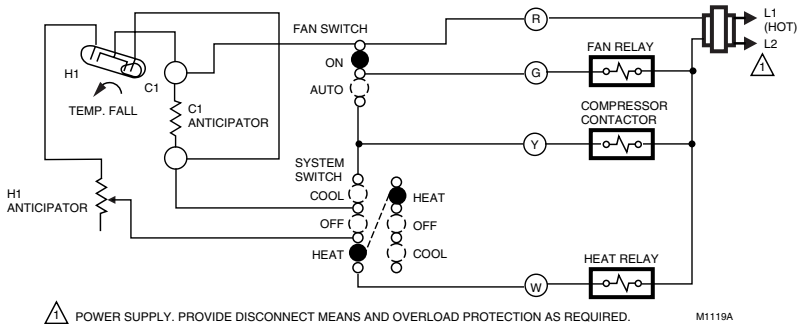 FAN SWITCH
R
L1
(HOT)
L2
1
ON
G
FAN RELAY
AUTO
H1
C1
TEMP. FALL
C1
ANTICIPATOR
COMPRESSOR
CONTACTOR
Y
SYSTEM
SWITCH
COOL
HEAT
H1
ANTICIPATOR
OFF
OFF
HEAT
COOL
HEAT RELAY
W
1 POWER SUPPLY. PROVIDE DISCONNECT MEANS AND OVERLOAD PROTECTION AS REQUIRED.
M1119A